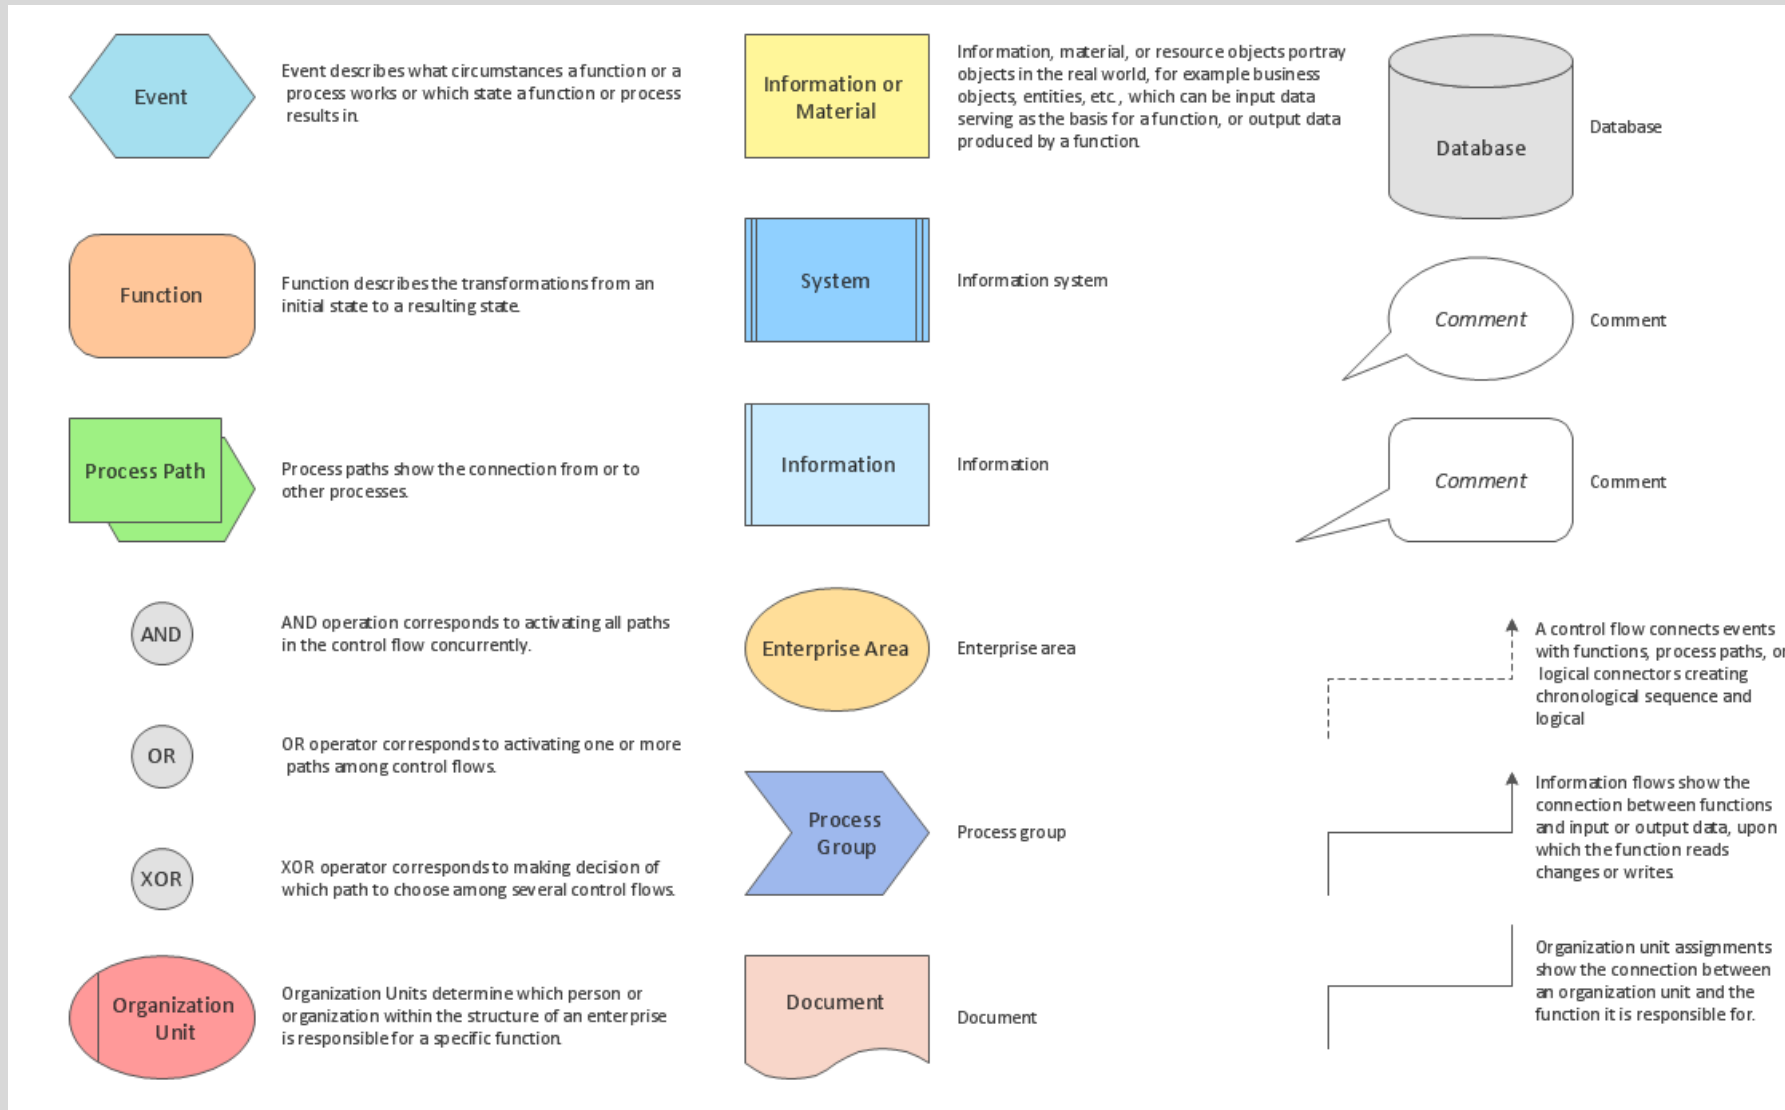 Event
Event describes what circumstances a function or a
process works or which state a function or process
results in.
Function
Function describes the transformations from an
initial state to a resulting state.
Process Path
Process paths show the connection from or to
other processes.
AND
AND operation corresponds to activating all paths
in the control flow concurrently.
OR
OR operator corresponds to activating one or more
paths among control flows.
XOR
XOR operator corresponds to making decision of
which path to choose among several control flows.
Organization
Unit
Organization Units determine which person or
organization within the structure of an enterprise
is responsible for a specific function.
Information or
Material
Information, material, or resource objects portray
objects in the real world, for example business
objects, entities, etc., which can be input data
serving as the basis for a function, or output data
produced by a function.
System
Information system
Information
Information
Enterprise Area
Enterprise area
Process
Group
Process group
Document
Document
Database
Database
Comment
Comment
Comment
Comment
A control flow connects events
with functions, process paths, or
logical connectors creating
chronological sequence and
logical
Information flows show the
connection between functions
and input or output data, upon
which the function reads
changes or writes.
Organization unit assignments
show the connection between
an organization unit and the
function it is responsible for.